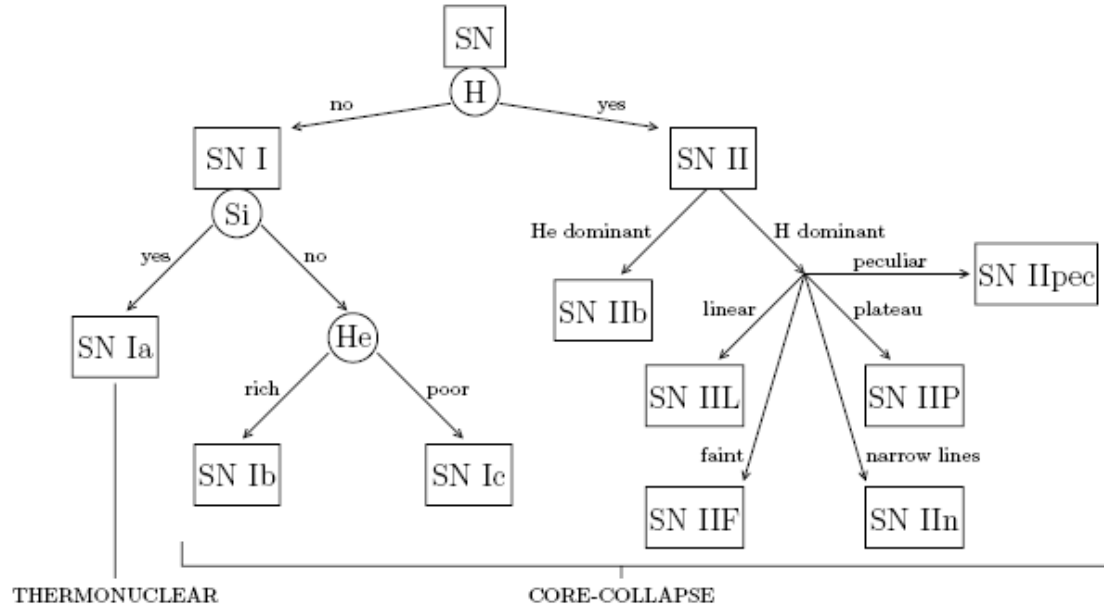 SN
H
no
yes
SN I
SN II
Si
He dominant
H dominant
yes
no
peculiar
SN IIpec
SN IIb
linear
plateau
SN Ia
He
rich
poor
SN IIL
SN IIP
faint
narrow lines
SN Ib
SN Ic
SN IIF
SN IIn
THERMONUCLEAR
CORE-COLLAPSE